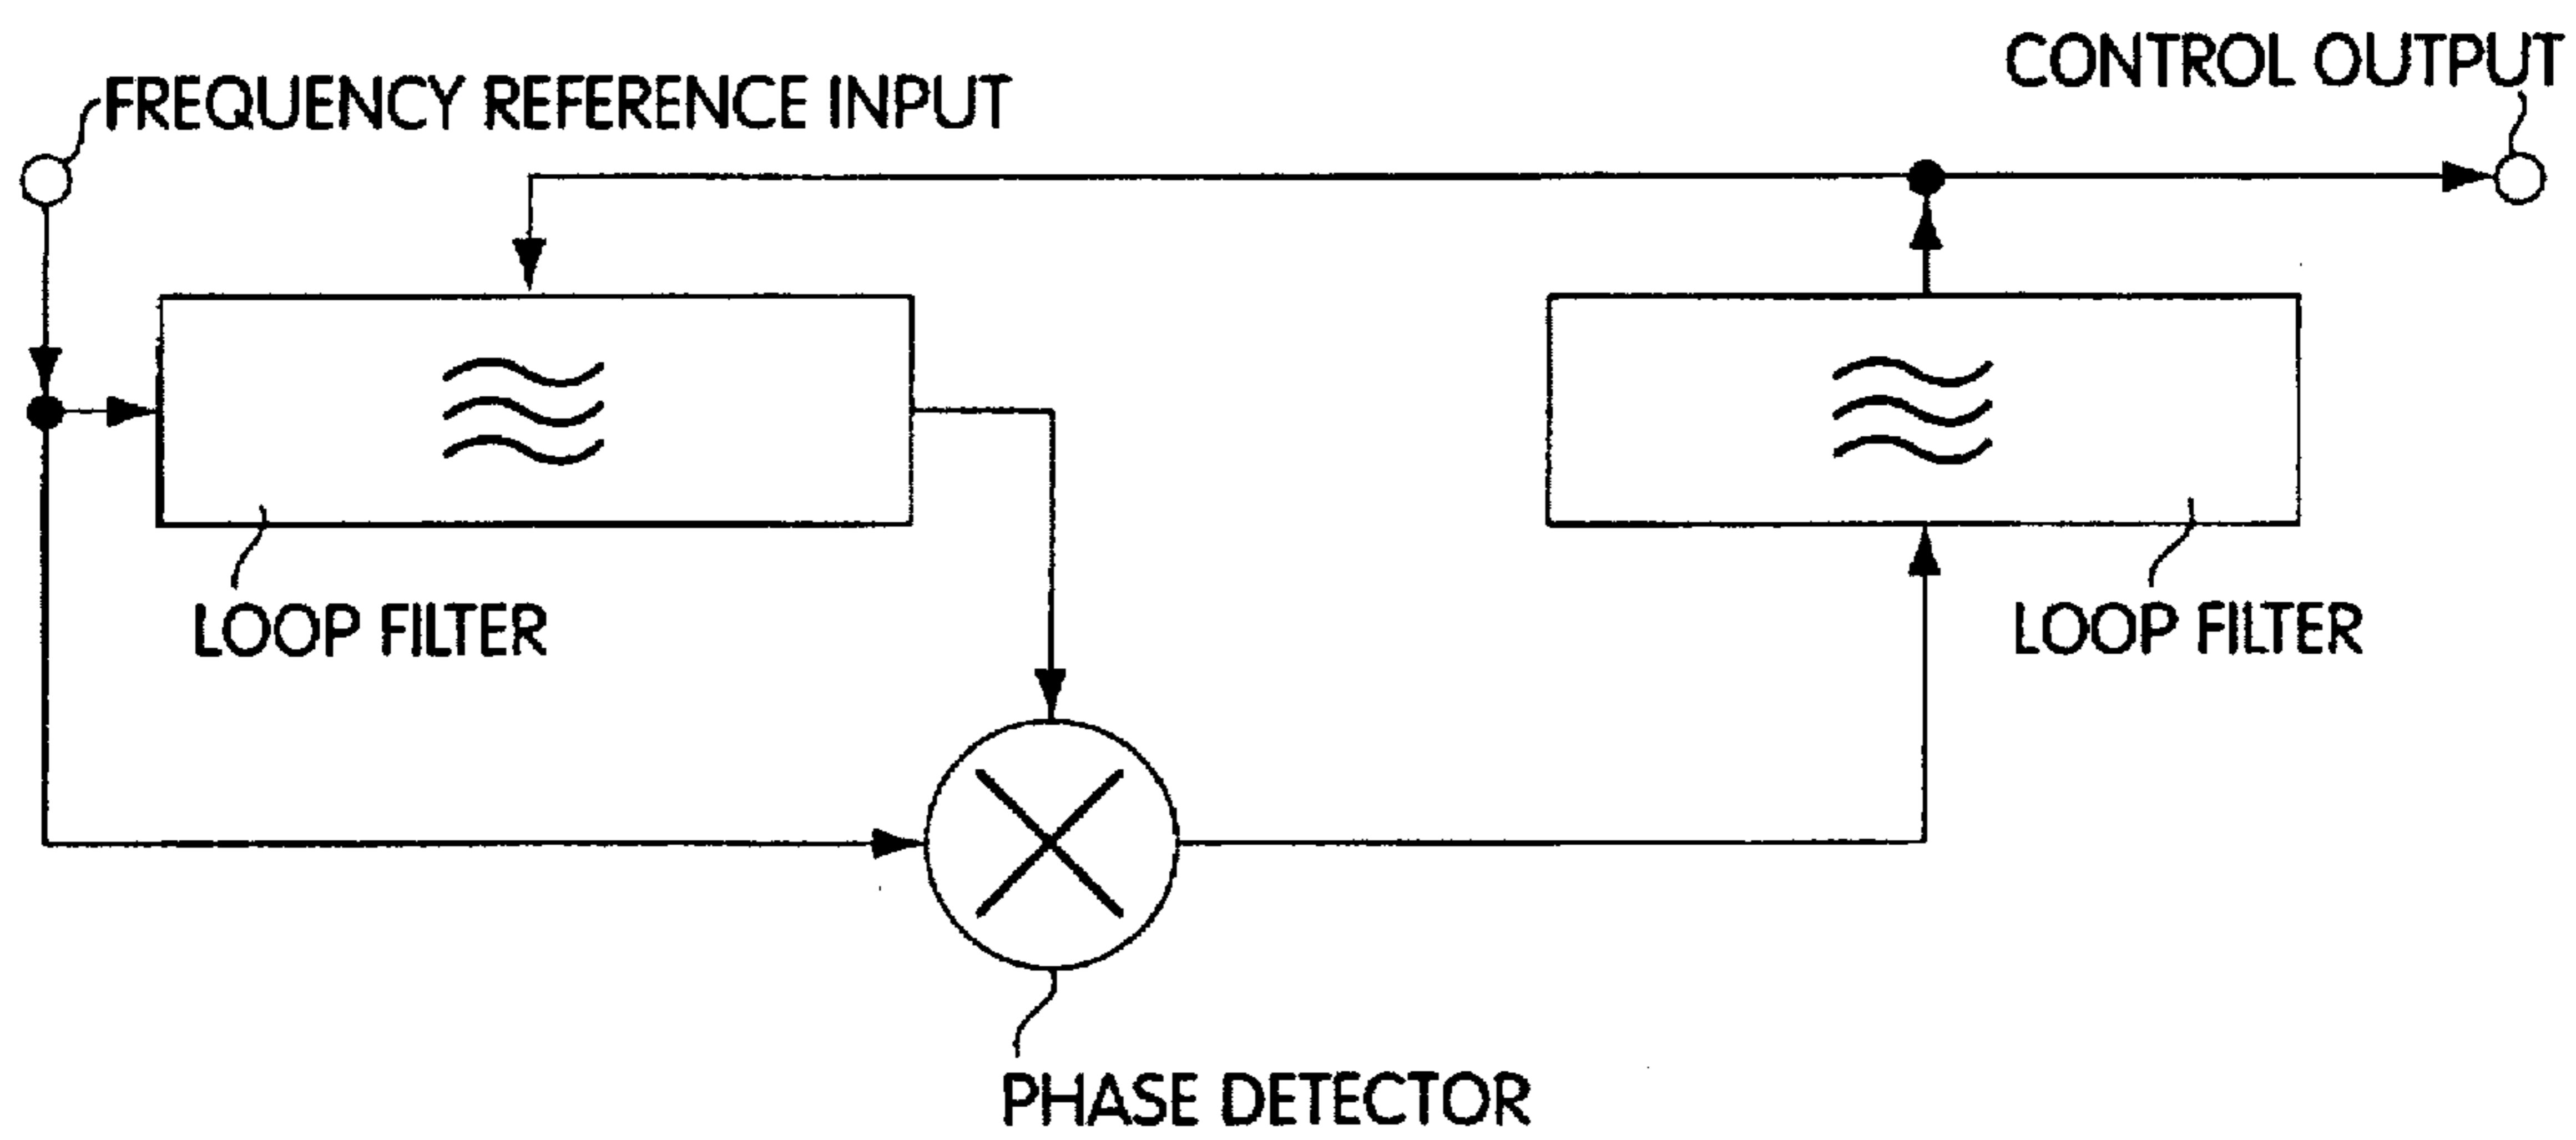 FREQUENCY REFERENCE INPUT
CONTROL OUTPUT
LOOP FILTER
LOOP FILTER
PHASE DETECTOR